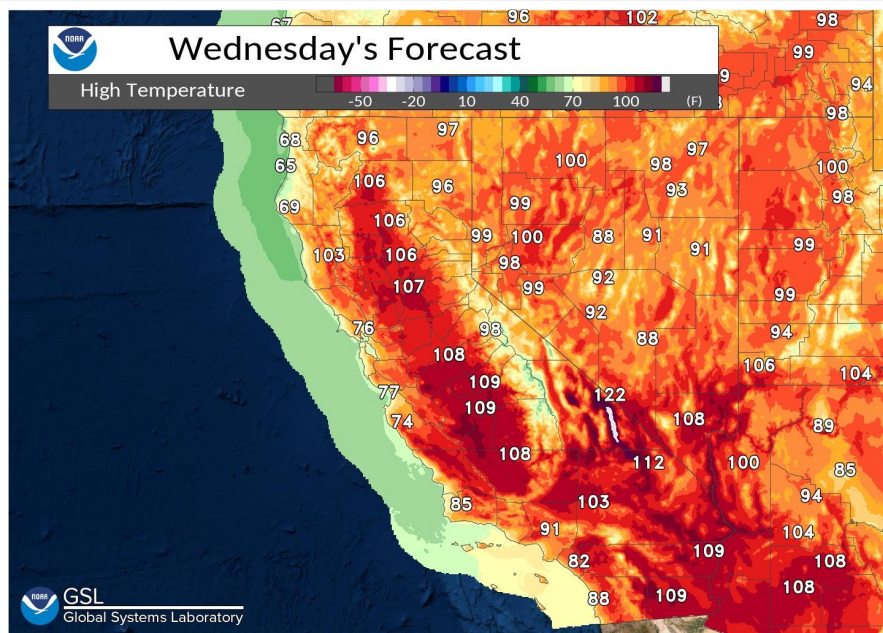 67 96 102 98
NOAA
Wednesday's Forecast
99
High Temperature
-50 -20 10 40 70 100 (F)
94
98
68 96 97
65 100 98 97 100
106 96 93 98
69 99
106 99 100 88 91 99
103 106 98 91
107 99 92 99
76 98 92 94
108 88 106
109 104
77 109 122
74 108 89
108 112 100 85
85 103 94
91 104
82 109 108
88 109 108
NOAA
GSL
Global Systems Laboratory